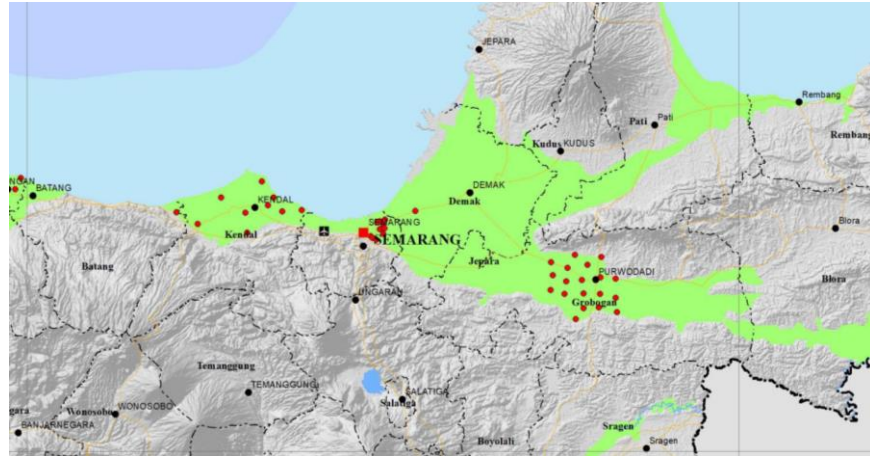 JEPARA
Rembang
Pati
Pati
Rembang
Kudus
KUDUS
BATANG
DEMAK
Demak
KENDAL
Kendal
SEMARANG
SEMARANG
Blora
Jepara
Batang
PURWODADI
Blora
UNGARAN
Grobogan
Temanggung
TEMANGGUNG
SALATIGA
Salatiga
Wonosobo
WONOSOBO
BANJARNEGARA
Sragen
Boyolali
Sragen